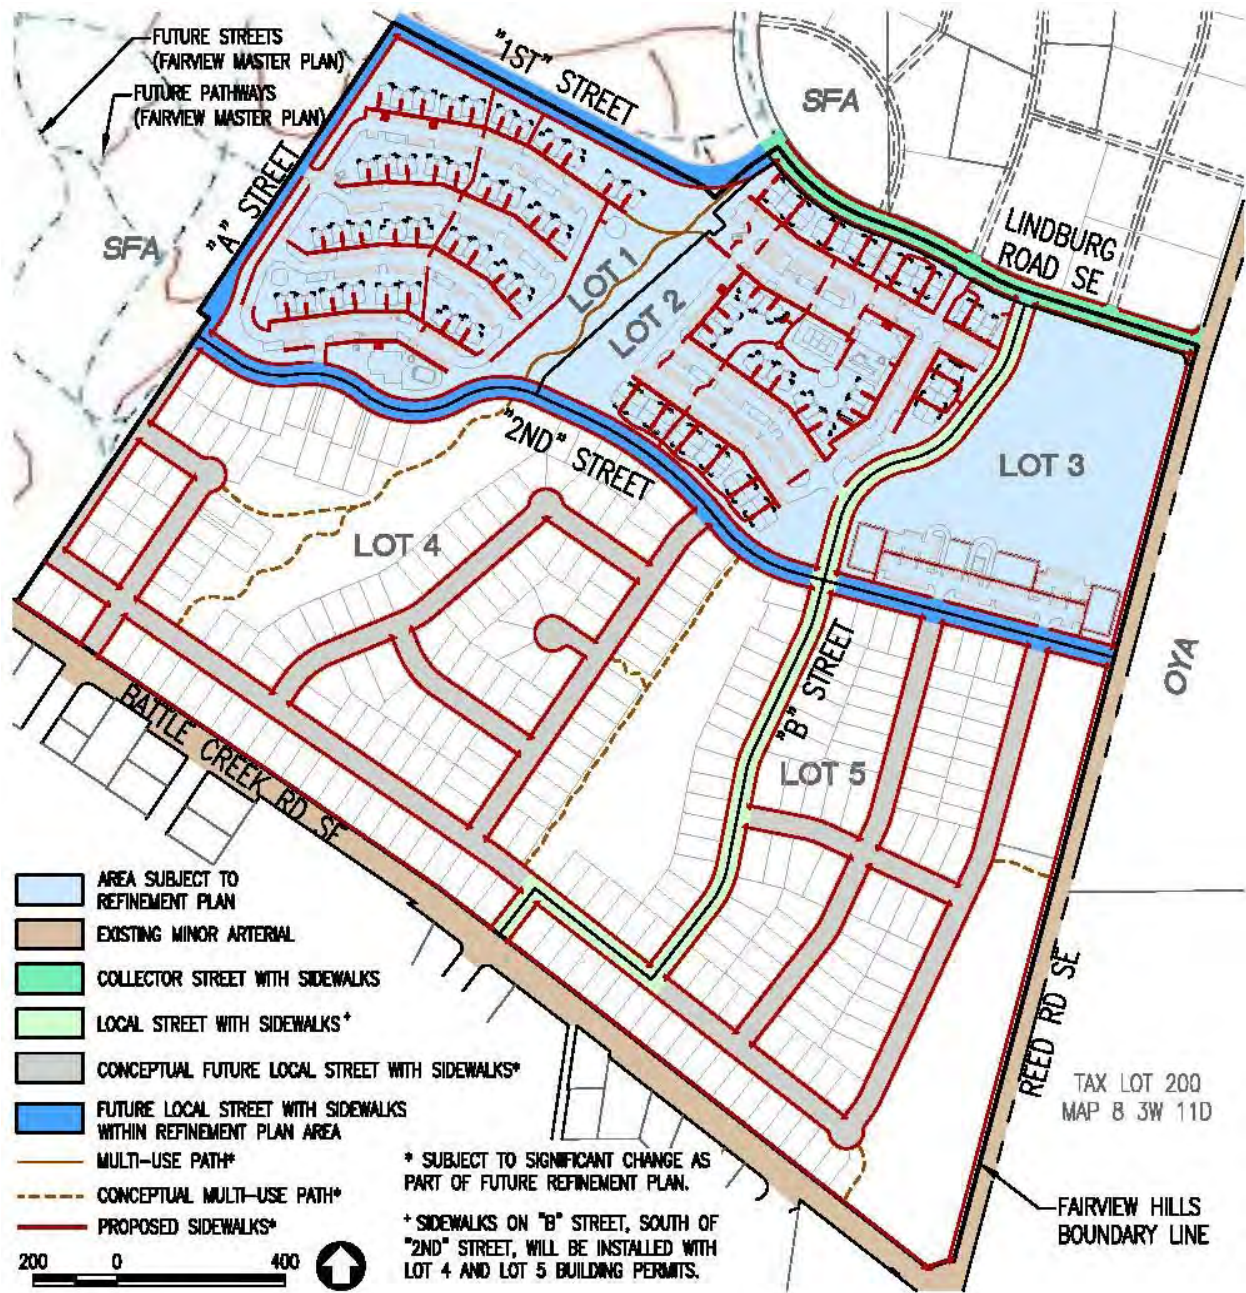 FUTURE STREETS
(FAIRVIEW MASTER PLAN)
FUTURE PATHWAYS
(FAIRVIEW MASTER PLAN)
"1ST" STREET
SFA
"A" STREET
SFA
LINDBURG
ROAD SE
LOT 1
LOT 2
LOT 3
"2ND" STREET
LOT 4
"B" STREET
OYA
LOT 5
BATTLE CREEK RD SE
REED RD SE
TAX LOT 200
MAP 8 3W 11D
FAIRVIEW HILLS
BOUNDARY LINE
AREA SUBJECT TO
REFINEMENT PLAN
EXISTING MINOR ARTERIAL
COLLECTOR STREET WITH SIDEWALKS
LOCAL STREET WITH SIDEWALKS+
CONCEPTUAL FUTURE LOCAL STREET WITH SIDEWALKS*
FUTURE LOCAL STREET WITH SIDEWALKS
WITHIN REFINEMENT PLAN AREA
MULTI-USE PATH*
CONCEPTUAL MULTI-USE PATH*
PROPOSED SIDEWALKS*
* SUBJECT TO SIGNIFICANT CHANGE AS
PART OF FUTURE REFINEMENT PLAN.
+ SIDEWALKS ON "B" STREET, SOUTH OF
"2ND" STREET, WILL BE INSTALLED WITH
LOT 4 AND LOT 5 BUILDING PERMITS.
200 0 400